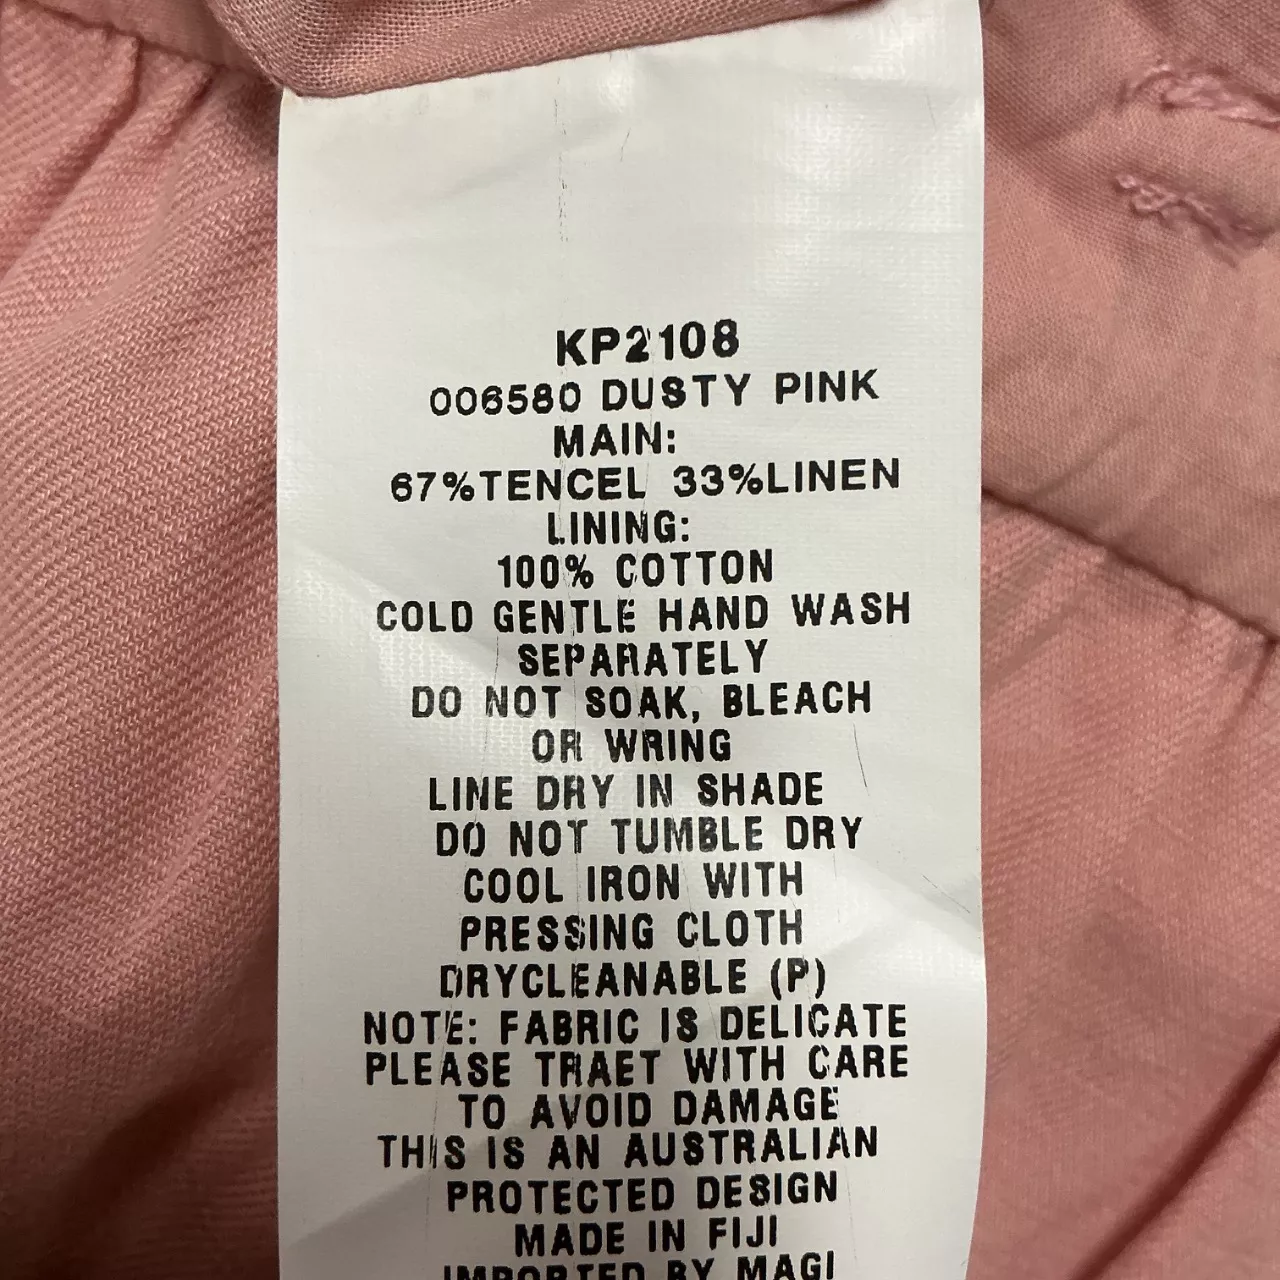 KP2108
006580 DUSTY PINK
MAIN:
67%TENCEL 33%LINEN
LINING:
100% COTTON
COLD GENTLE HAND WASH
SEPARATELY
DO NOT SOAK, BLEACH
OR WRING
LINE DRY IN SHADE
DO NOT TUMBLE DRY
COOL IRON WITH
PRESSING CLOTH
DRYCLEANABLE (P)
NOTE: FABRIC IS DELICATE
PLEASE TRAET WITH CARE
TO AVOID DAMAGE
THIS IS AN AUSTRALIAN
PROTECTED DESIGN
MADE IN FIJI
IMPORTED BY MAGI